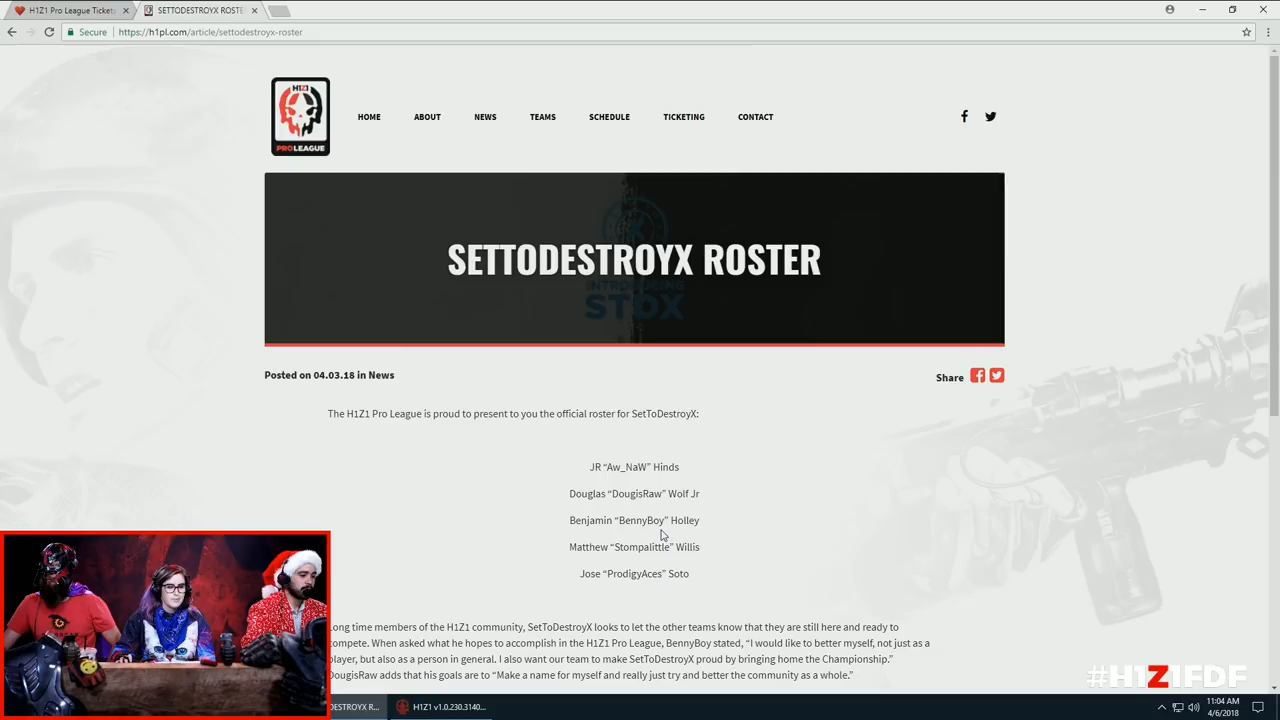 H1Z1 Pro League Tickets
SETTODESTROYX ROSTE
Secure
https://h1pl.com/article/settodestroyx-roster
H1Z1
PROLEAGUE
HOME
ABOUT
NEWS
TEAMS
SCHEDULE
TICKETING
CONTACT
SETTODESTROYX ROSTER
INTRODUCING
STDX
Posted on 04.03.18 in News
Share
The H1Z1 Pro League is proud to present to you the official roster for SetToDestroyX:
JR “Aw_NaW” Hinds
Douglas “DougisRaw” Wolf Jr
Benjamin “BennyBoy” Holley
Matthew “Stompalittle” Willis
Jose “ProdigyAces” Soto
Long time members of the H1Z1 community, SetToDestroyX looks to let the other teams know that they are still here and ready to
compete. When asked what he hopes to accomplish in the H1Z1 Pro League, BennyBoy stated, “I would like to better myself, not just as a
player, but also as a person in general. I also want our team to make SetToDestroyX proud by bringing home the Championship.”
DougisRaw adds that his goals are to “Make a name for myself and really just try and better the community as a whole.”
#H1Z1FDF
DESTROYX R...
H1Z1 v1.0.230.3140...
11:04 AM
4/6/2018